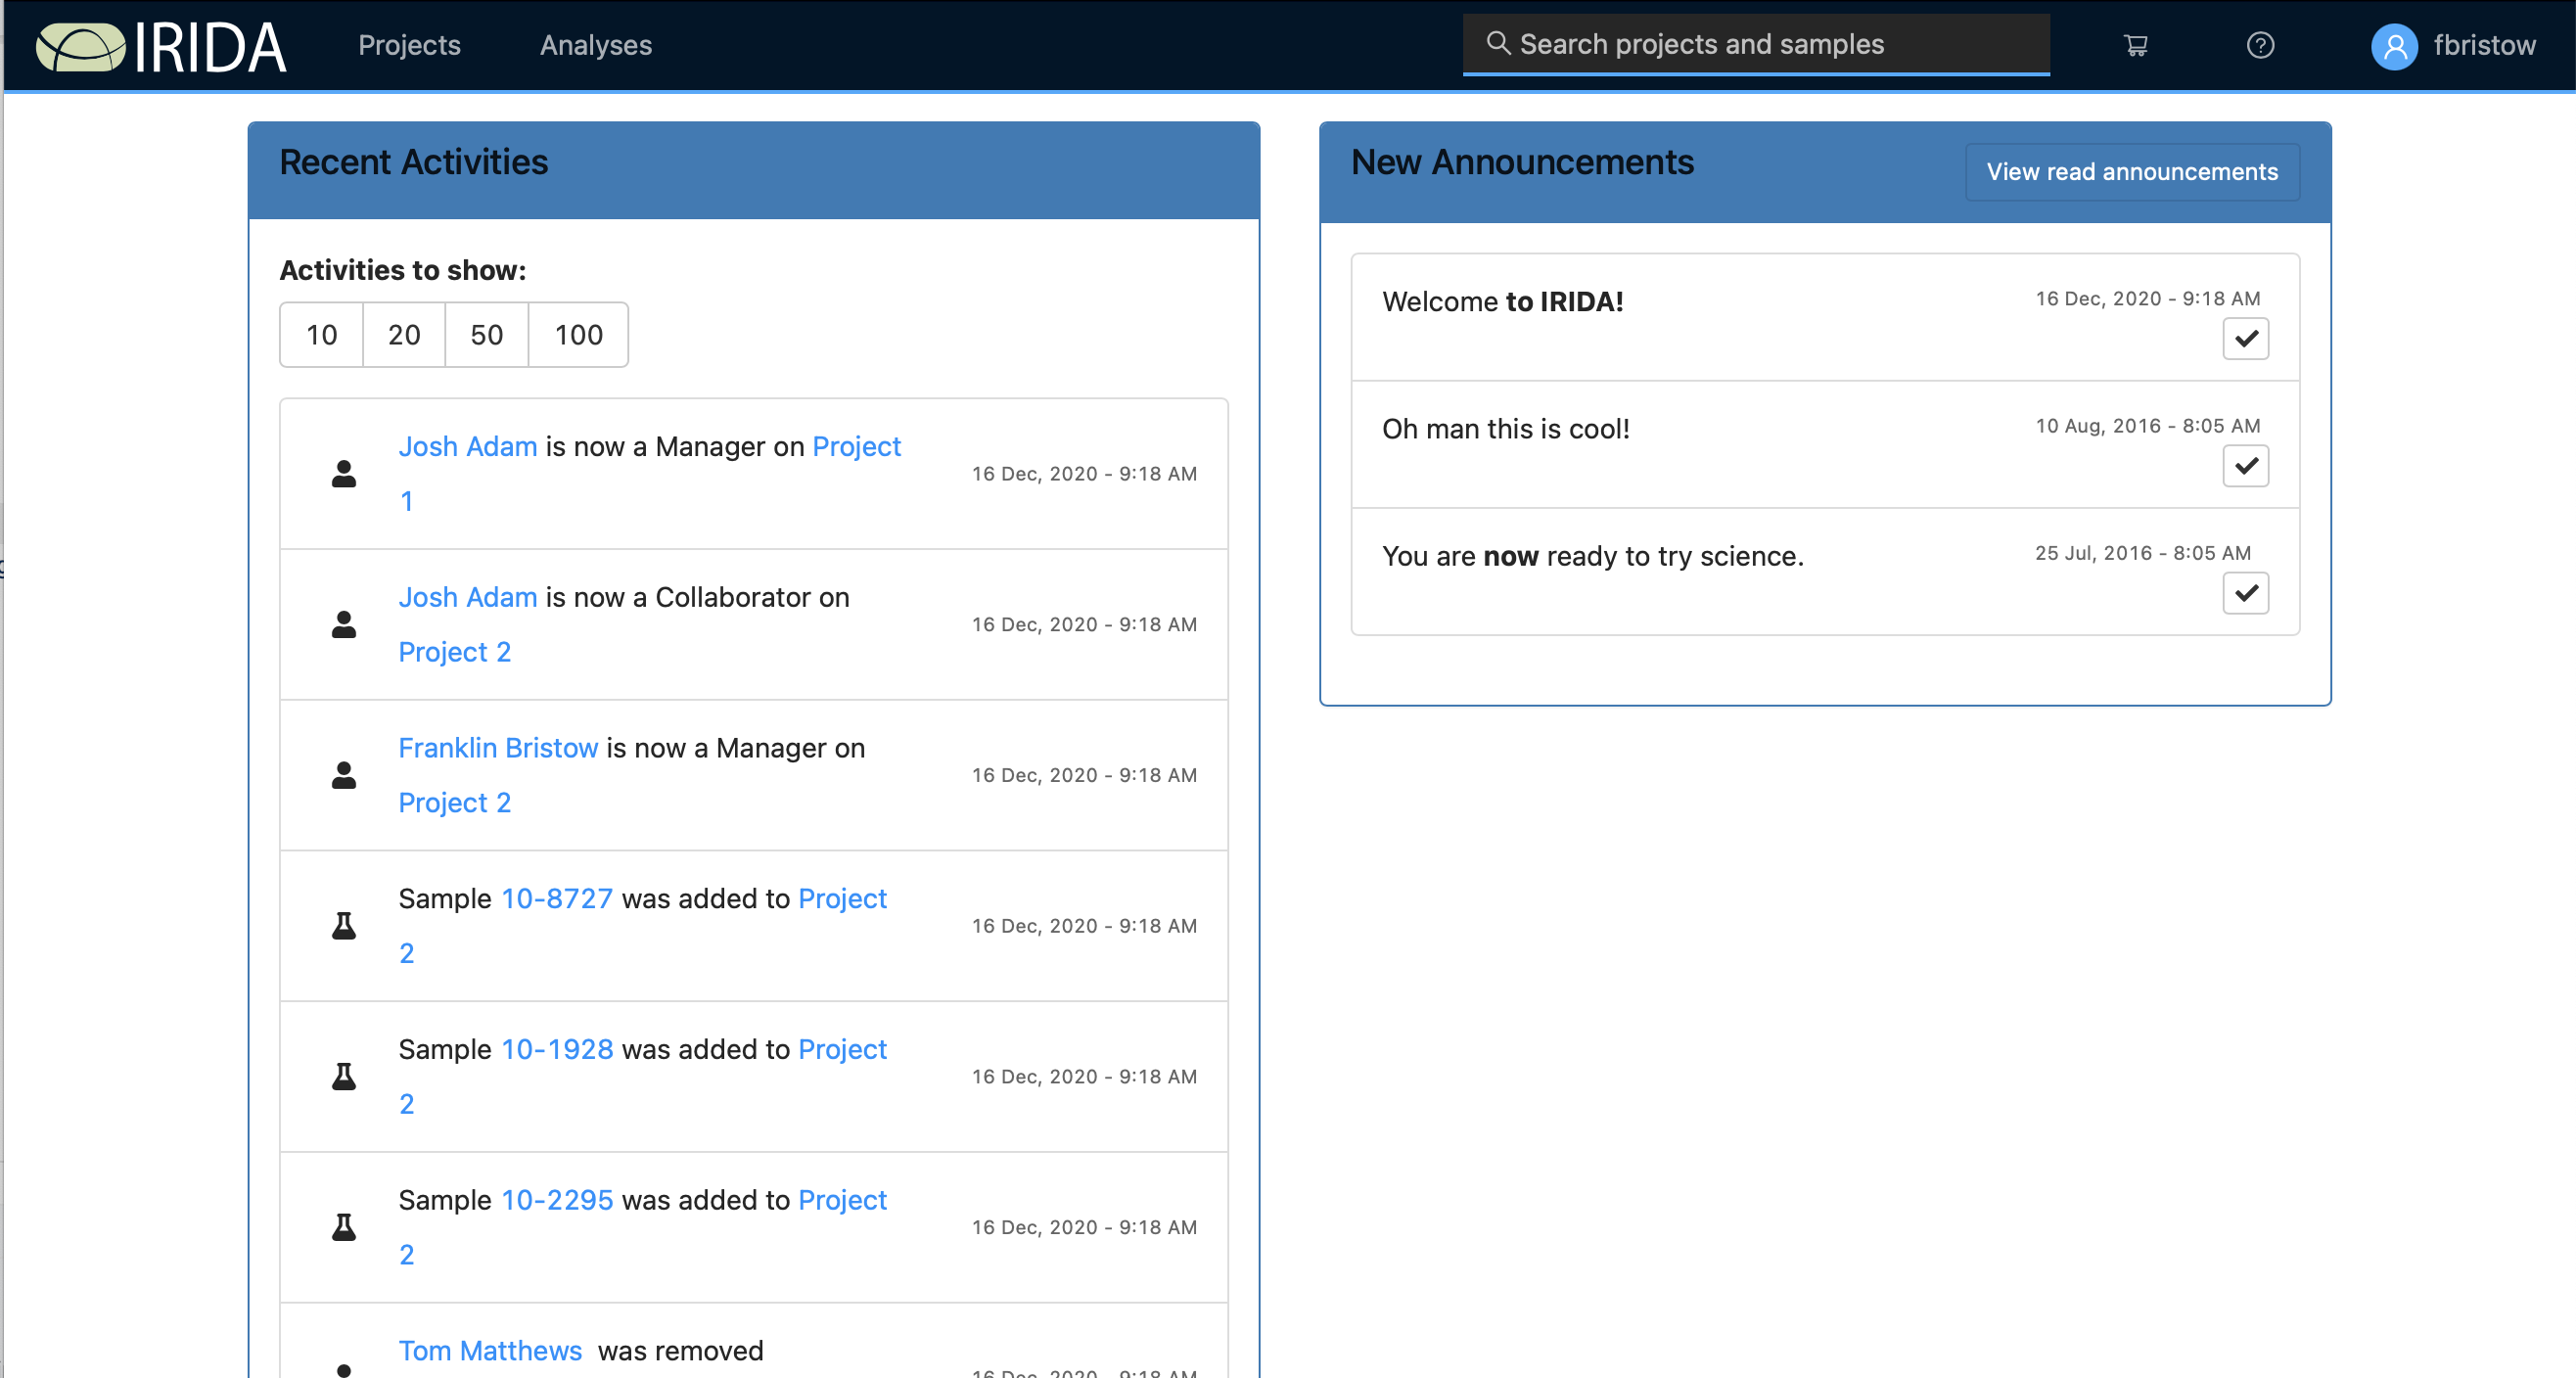 IRIDA Projects Analyses Search projects and samples fbristow
Recent Activities
Activities to show:
10 20 50 100
Josh Adam is now a Manager on Project
1
16 Dec, 2020 - 9:18 AM
Josh Adam is now a Collaborator on
Project 2
16 Dec, 2020 - 9:18 AM
Franklin Bristow is now a Manager on
Project 2
16 Dec, 2020 - 9:18 AM
Sample 10-8727 was added to Project
2
16 Dec, 2020 - 9:18 AM
Sample 10-1928 was added to Project
2
16 Dec, 2020 - 9:18 AM
Sample 10-2295 was added to Project
2
16 Dec, 2020 - 9:18 AM
Tom Matthews was removed
16 Dec, 2020 - 9:18 AM
New Announcements
View read announcements
Welcome to IRIDA!
16 Dec, 2020 - 9:18 AM
Oh man this is cool!
10 Aug, 2016 - 8:05 AM
You are now ready to try science.
25 Jul, 2016 - 8:05 AM